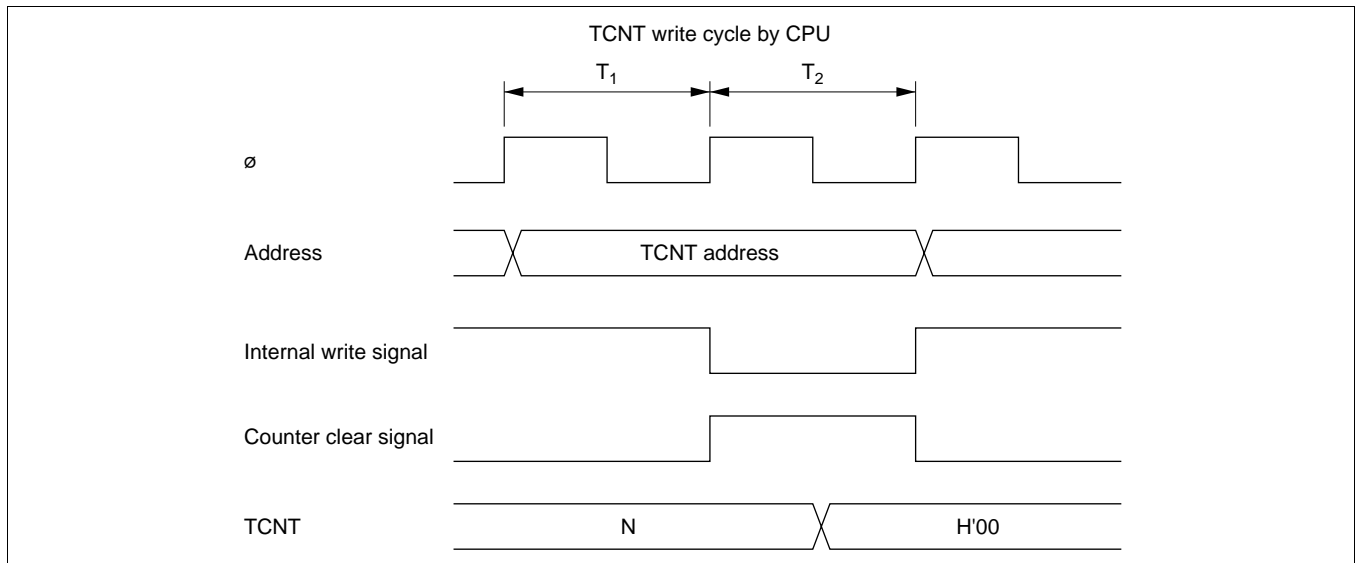 TCNT write cycle by CPU
T1 T2
ø
Address TCNT address
Internal write signal
Counter clear signal
TCNT N H'00